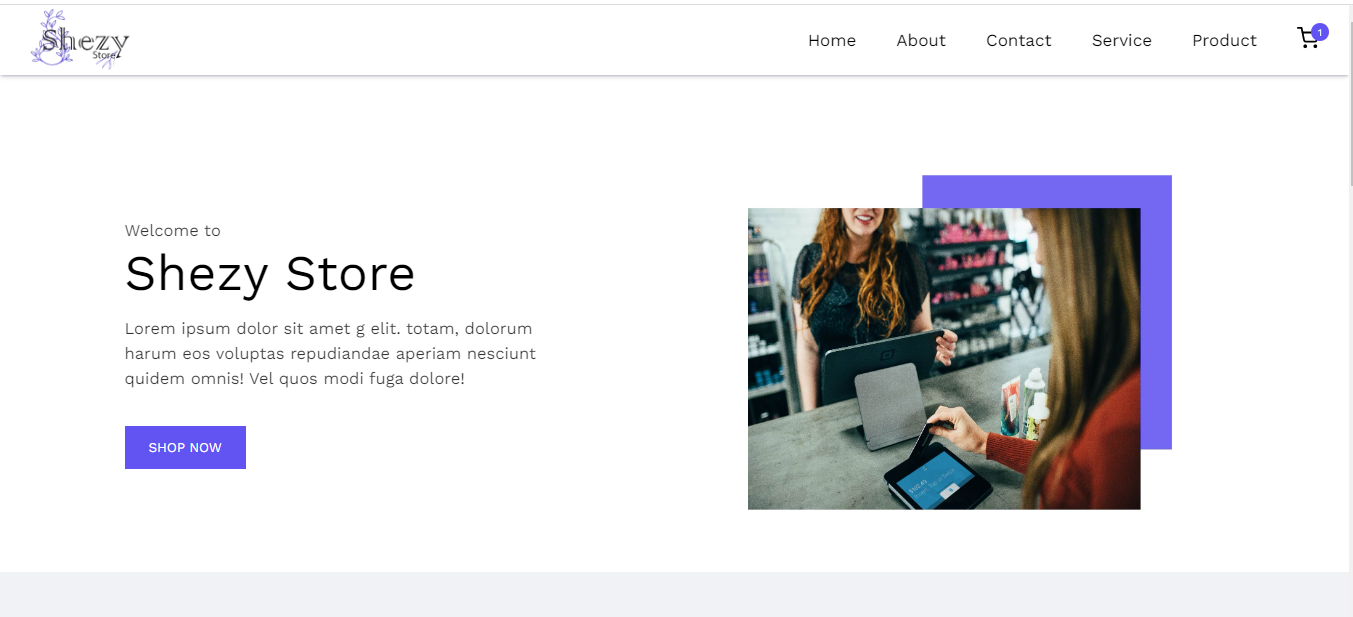 Shezy
Store
Home About Contact Service Product 1
Welcome to
Shezy Store
Lorem ipsum dolor sit amet g elit. totam, dolorum
harum eos voluptas repudiandae aperiam nesciunt
quidem omnis! Vel quos modi fuga dolore!
SHOP NOW